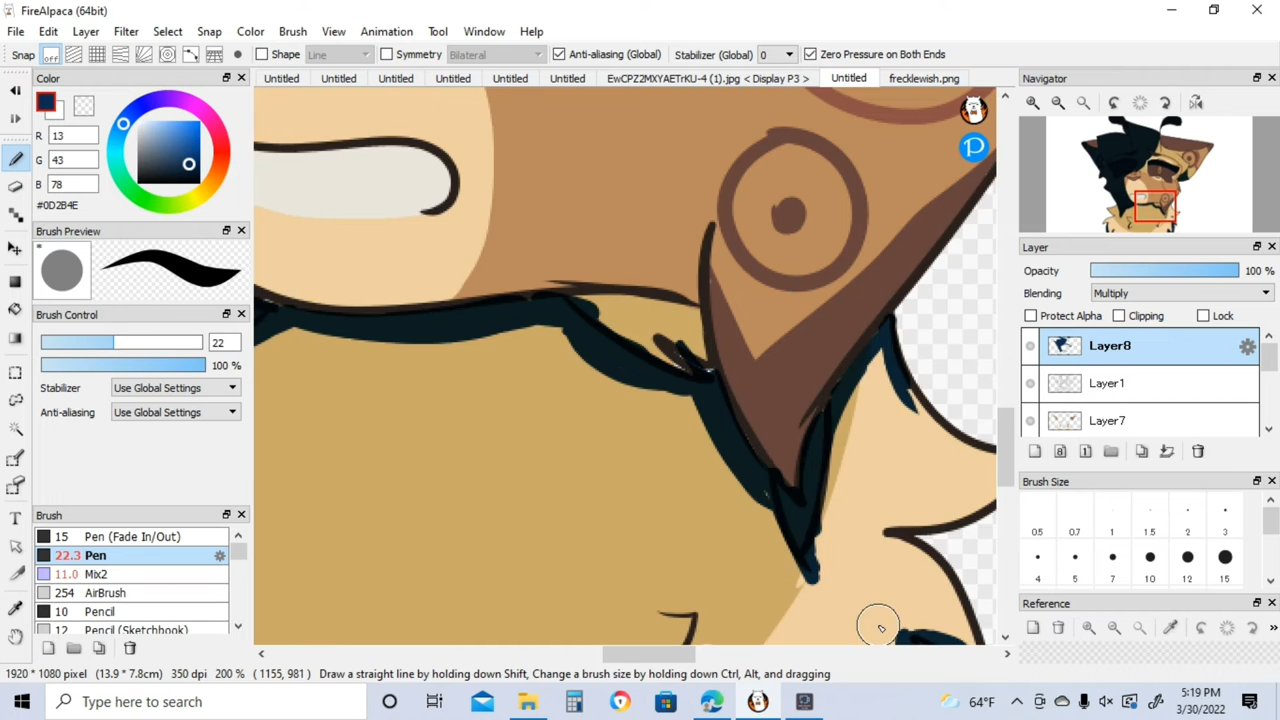 FireAlpaca (64bit)
File Edit Layer Filter Select Snap Color Brush View Animation Tool Window Help
Snap off Shape Line Symmetry Bilateral Anti-aliasing (Global) Stabilizer (Global) 0 Zero Pressure on Both Ends
Untitled Untitled Untitled Untitled Untitled Untitled EwCPZ2MXYAETrKU-4 (1).jpg < Display P3 > Untitled frecklewish.png
Color
R 13
G 43
B 78
#0D2B4E
Brush Preview
Brush Control
22
100 %
Stabilizer Use Global Settings
Anti-aliasing Use Global Settings
Brush
15 Pen (Fade In/Out)
22.3 Pen
11.0 Mix2
254 AirBrush
10 Pencil
12 Pencil (Sketchbook)
Navigator
Layer
Opacity 100 %
Blending Multiply
Protect Alpha Clipping Lock
Layer8
Layer1
Layer7
Brush Size
0.5 0.7 1 1.5 2 3
4 5 7 10 12 15
Reference
1920 * 1080 pixel (13.9 * 7.8cm) 350 dpi ( 1155, 981 ) Draw a straight line by holding down Shift, Change a brush size by holding down Ctrl, Alt, and dragging
Type here to search
64°F
5:19 PM
3/30/2022